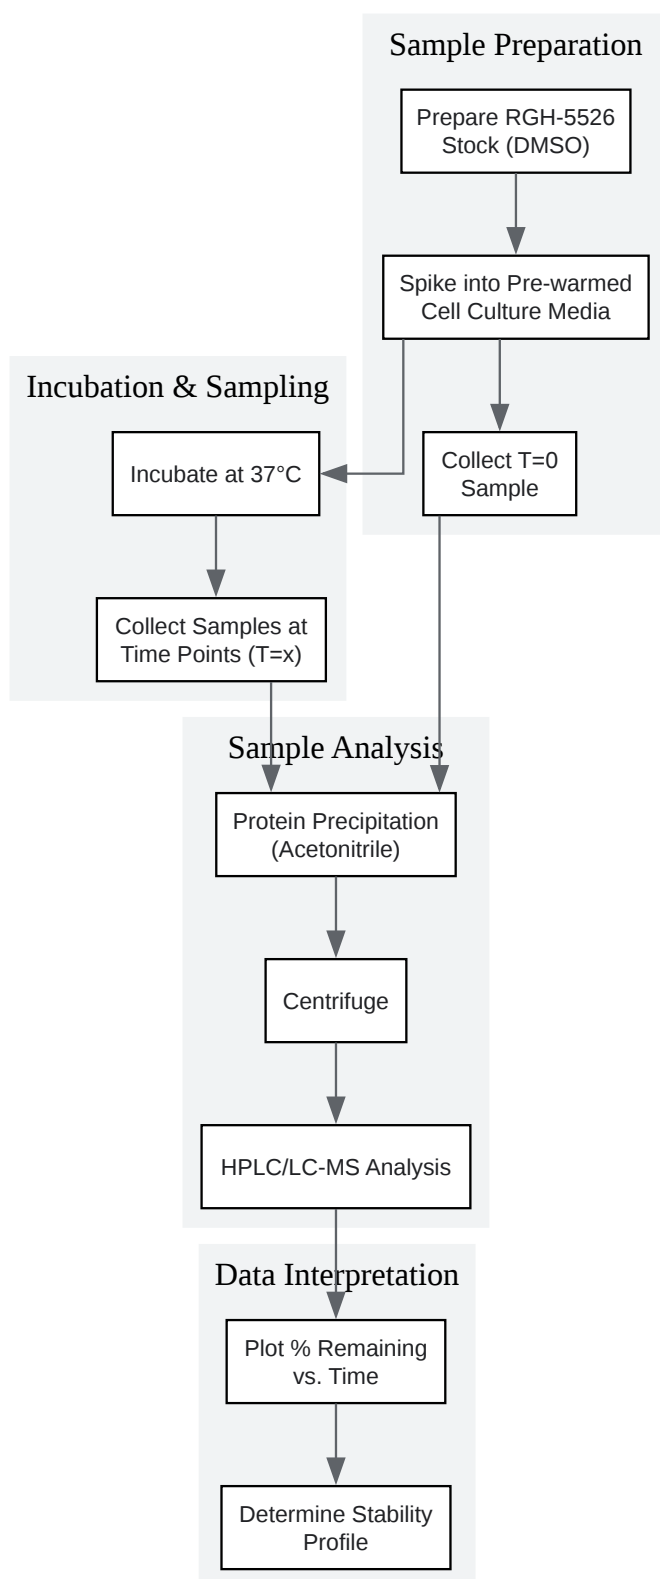 Sample Preparation
Prepare RGH-5526
Stock (DMSO)
Spike into Pre-warmed
Cell Culture Media
Incubation & Sampling
Incubate at 37°C
Collect T=0
Sample
Collect Samples at
Time Points (T=x)
Sample Analysis
Protein Precipitation
(Acetonitrile)
Centrifuge
HPLC/LC-MS Analysis
Data Interpretation
Plot % Remaining
vs. Time
Determine Stability
Profile